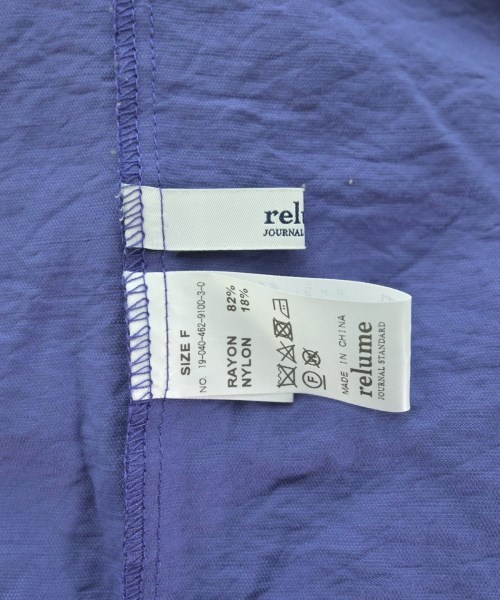 relu
JOURNAL
SIZE F
NO. 19-040-462-9100-3-0
RAYON 82%
NYLON 18%
MADE IN CHINA
relume
JOURNAL STANDARD